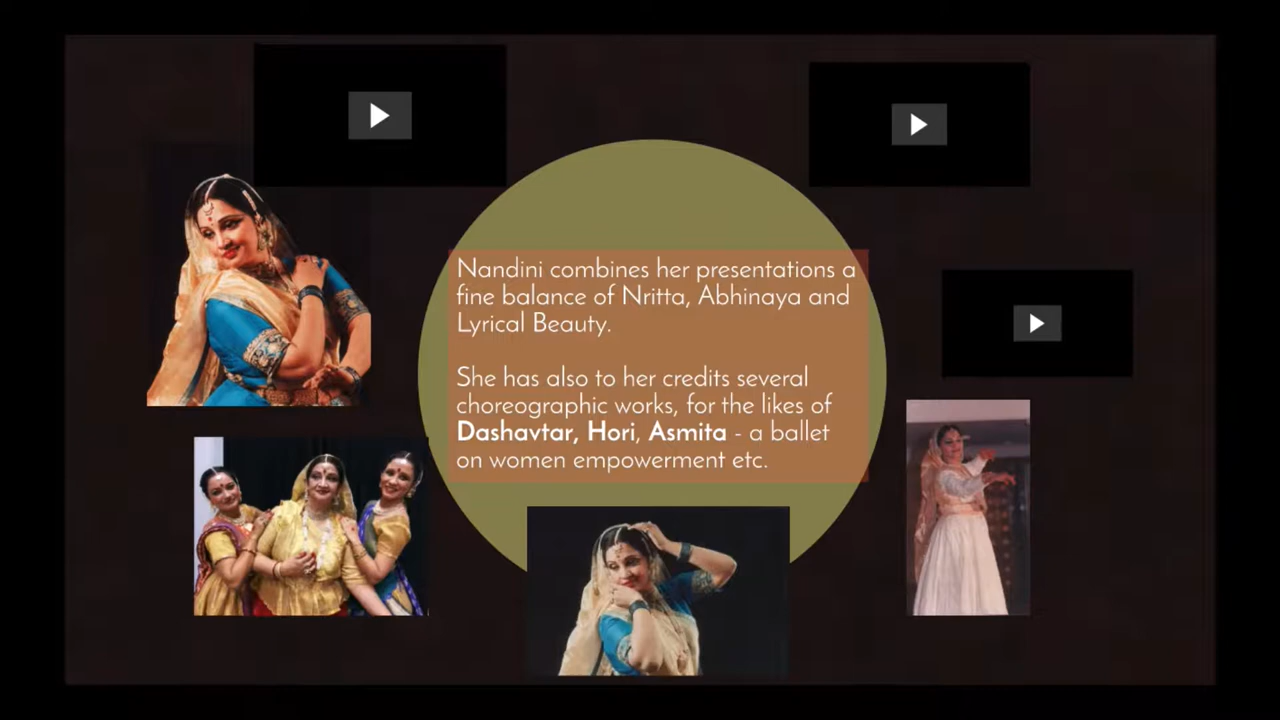 Nandini combines her presentations a
fine balance of Nritta, Abhinaya and
Lyrical Beauty.
She has also to her credits several
choreographic works, for the likes of
Dashavtar, Hori, Asmita - a ballet
on women empowerment etc.